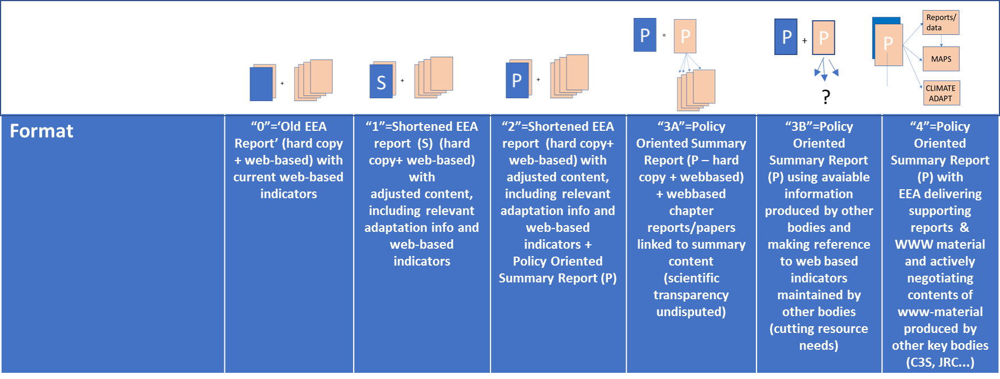 +
S
+
P
+
P
=
P
P
+
P
?
P
Reports/
data
MAPS
CLIMATE
ADAPT
Format
“0”=‘Old EEA
Report’ (hard copy
+ web-based) with
current web-based
indicators
“1”=Shortened EEA
report (S) (hard
copy+ web-based)
with
adjusted content,
including relevant
adaptation info and
web-based
indicators
“2”=Shortened EEA
report (hard copy+
web-based) with
adjusted content,
including relevant
adaptation info and
web-based
indicators +
Policy Oriented
Summary Report (P)
“3A”=Policy
Oriented Summary
Report (P – hard
copy + webbased)
+ webbased
chapter
reports/papers
linked to summary
content
(scientific
transparency
undisputed)
“3B”=Policy
Oriented
Summary Report
(P) using avaiable
information
produced by other
bodies and
making reference
to web based
indicators
maintained by
other bodies
(cutting resource
needs)
“4”=Policy
Oriented
Summary Report
(P) with
EEA delivering
supporting
reports &
WWW material
and actively
negotiating
contents of
www-material
produced by
other key bodies
(C3S, JRC...)